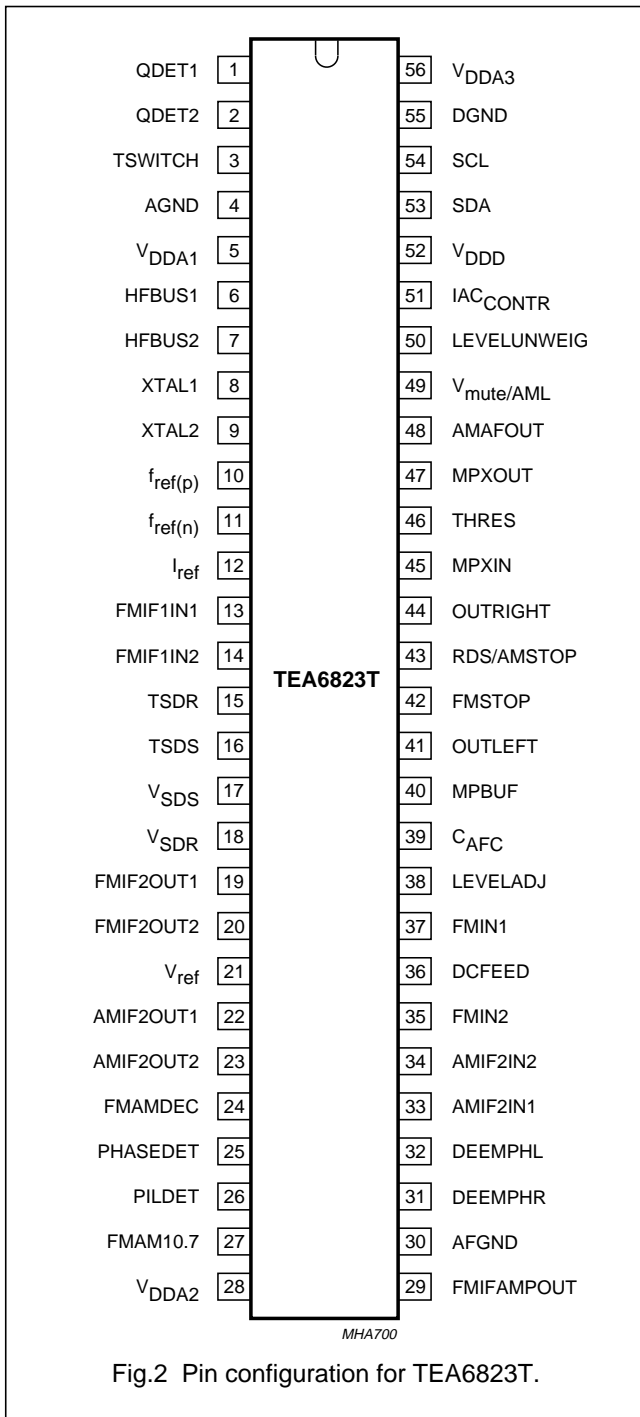 QDET1 1 56 VDDA3
QDET2 2 55 DGND
TSWITCH 3 54 SCL
AGND 4 53 SDA
VDDA1 5 52 VDDD
HFBUS1 6 51 IACCONTR
HFBUS2 7 50 LEVELUNWEIG
XTAL1 8 49 Vmute/AML
XTAL2 9 48 AMAFOUT
fref(p) 10 47 MPXOUT
fref(n) 11 46 THRES
Iref 12 45 MPXIN
FMIF1IN1 13 44 OUTRIGHT
FMIF1IN2 14 43 RDS/AMSTOP
TEA6823T
TSDR 15 42 FMSTOP
TSDS 16 41 OUTLEFT
VSDS 17 40 MPBUF
VSDR 18 39 CAFC
FMIF2OUT1 19 38 LEVELADJ
FMIF2OUT2 20 37 FMIN1
Vref 21 36 DCFEED
AMIF2OUT1 22 35 FMIN2
AMIF2OUT2 23 34 AMIF2IN2
FMAMDEC 24 33 AMIF2IN1
PHASEDET 25 32 DEEMPHL
PILDET 26 31 DEEMPHR
FMAM10.7 27 30 AFGND
VDDA2 28 29 FMIFAMPOUT
MHA700
Fig.2 Pin configuration for TEA6823T.